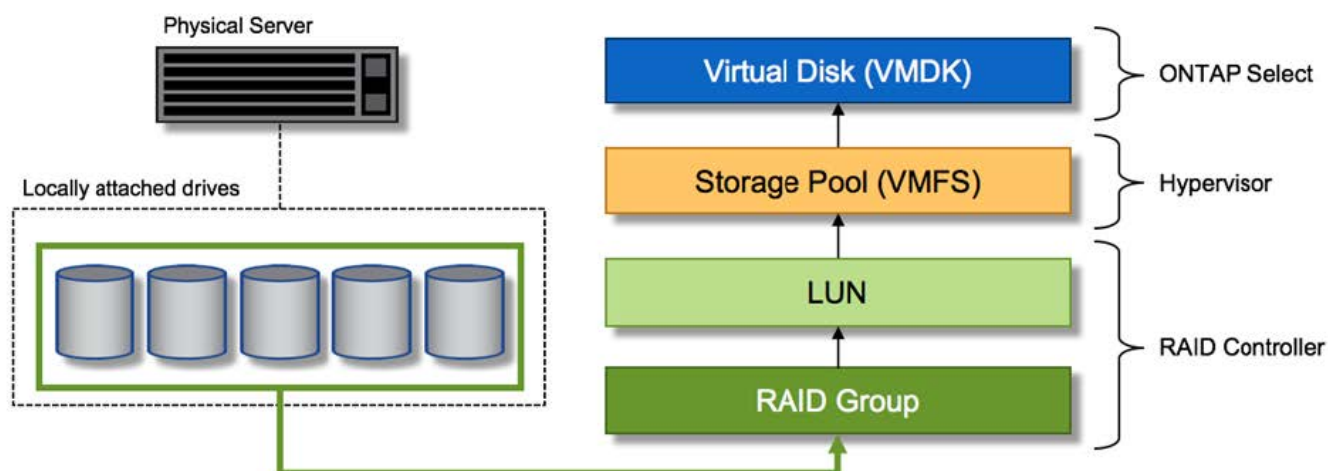 Physical Server
Locally attached drives
Virtual Disk (VMDK)
ONTAP Select
Storage Pool (VMFS)
Hypervisor
LUN
RAID Controller
RAID Group